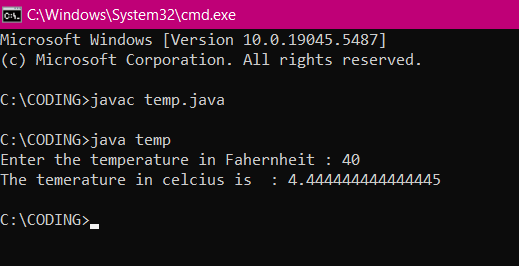 C:\Windows\System32\cmd.exe
Microsoft Windows [Version 10.0.19045.5487]
(c) Microsoft Corporation. All rights reserved.
C:\CODING>javac temp.java
C:\CODING>java temp
Enter the temperature in Fahernheit : 40
The temerature in celcius is  : 4.444444444444445
C:\CODING>